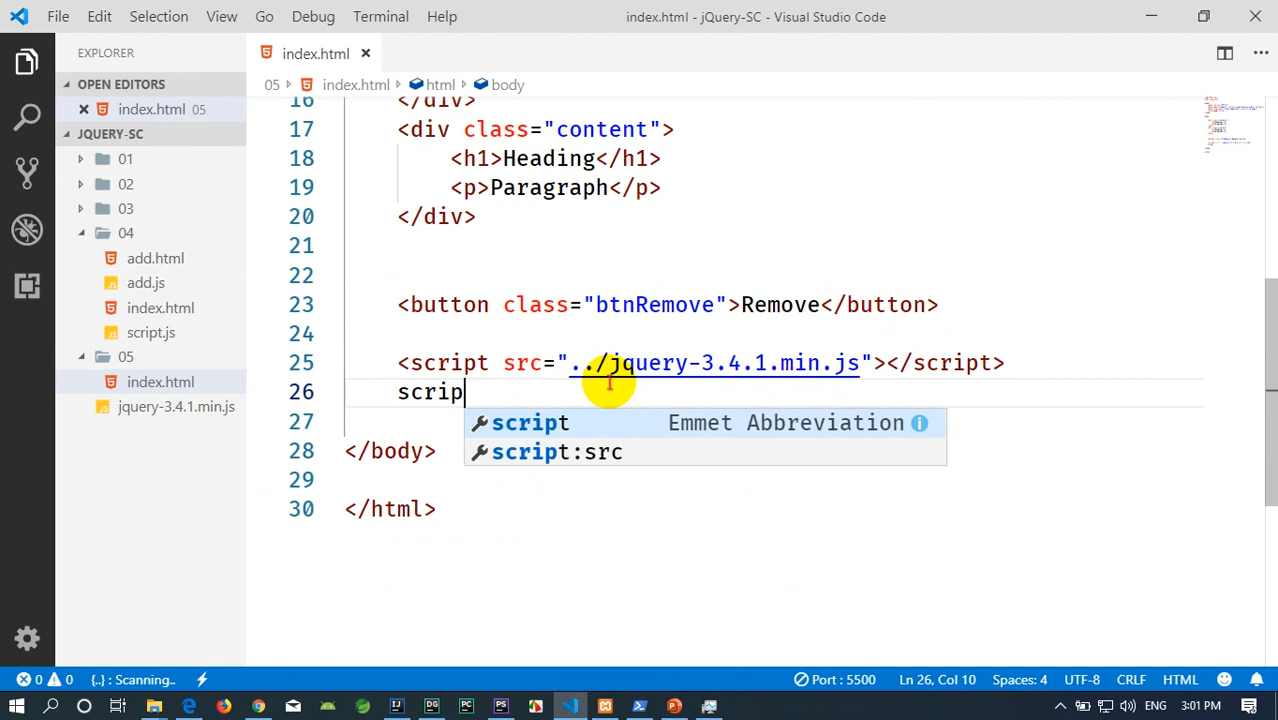 File Edit Selection View Go Debug Terminal Help index.html - jQuery-SC - Visual Studio Code
EXPLORER
index.html
OPEN EDITORS
index.html 05
05 index.html html body
JQUERY-SC
01
02
03
04
add.html
add.js
index.html
script.js
05
index.html
jquery-3.4.1.min.js
16 </div>
17 <div class="content">
18 <h1>Heading</h1>
19 <p>Paragraph</p>
20 </div>
21
22
23 <button class="btnRemove">Remove</button>
24
25 <script src="../jquery-3.4.1.min.js"></script>
26 scrip
script Emmet Abbreviation
27
script:src
28 </body>
29
30 </html>
0 0 {..} : Scanning.. Port : 5500 Ln 26, Col 10 Spaces: 4 UTF-8 CRLF HTML
3:01 PM